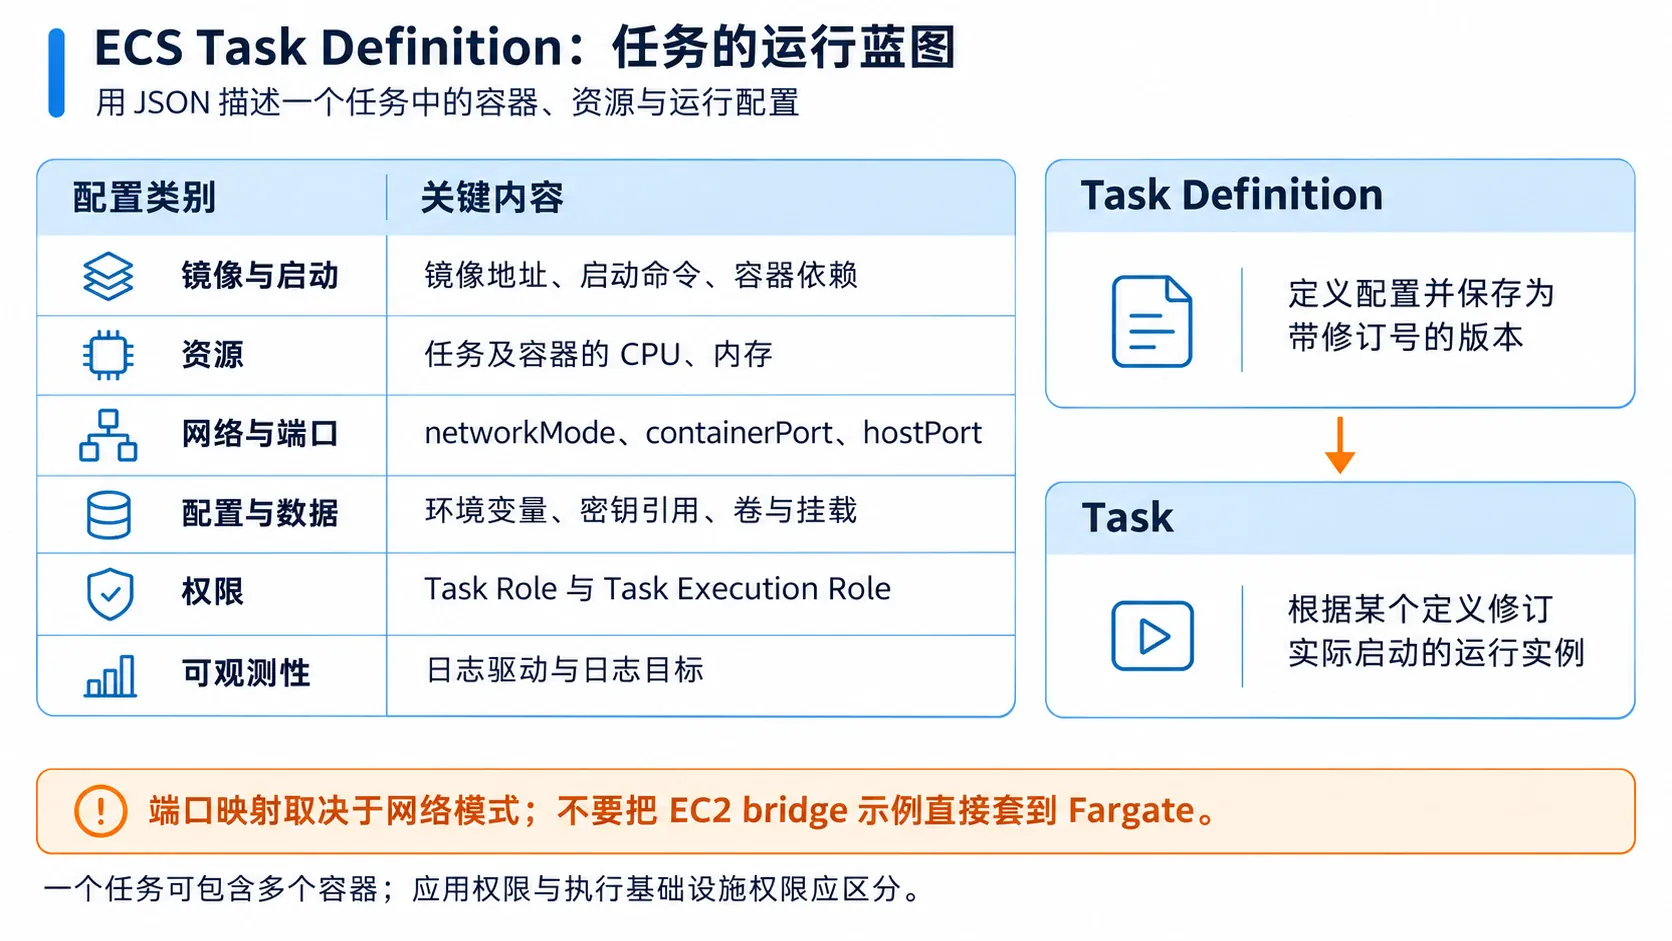 ECS Task Definition：任务的运行蓝图
用 JSON 描述一个任务中的容器、资源与运行配置
配置类别
关键内容
镜像与启动
镜像地址、启动命令、容器依赖
资源
任务及容器的 CPU、内存
网络与端口
networkMode、containerPort、hostPort
配置与数据
环境变量、密钥引用、卷与挂载
权限
Task Role 与 Task Execution Role
可观测性
日志驱动与日志目标
Task Definition
定义配置并保存为
带修订号的版本
Task
根据某个定义修订
实际启动的运行实例
端口映射取决于网络模式；不要把 EC2 bridge 示例直接套到 Fargate。
一个任务可包含多个容器；应用权限与执行基础设施权限应区分。